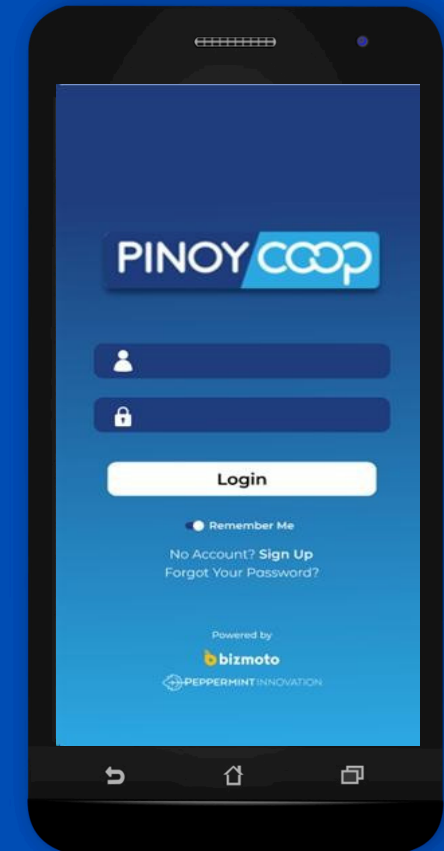 PINOY COOP
Login
Remember Me
No Account? Sign Up
Forgot Your Password?
Powered by
bizmoto
PEPPERMINT INNOVATION